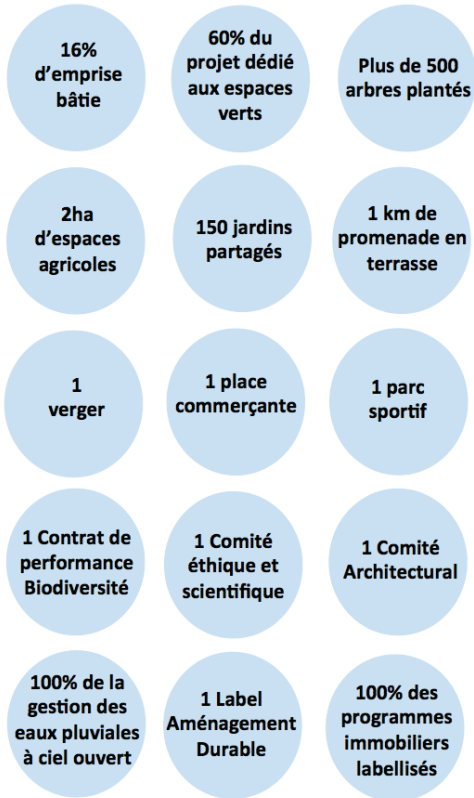 16%
d'emprise
bâtie
60% du
projet dédié
aux espaces
verts
Plus de 500
arbres plantés
2ha
d'espaces
agricoles
150 jardins
partagés
1 km de
promenade en
terrasse
1
verger
1 place
commerçante
1 parc
sportif
1 Contrat de
performance
Biodiversité
1 Comité
éthique et
scientifique
1 Comité
Architectural
100% de la
gestion des
eaux pluviales
à ciel ouvert
1 Label
Aménagement
Durable
100% des
programmes
immobiliers
labellisés